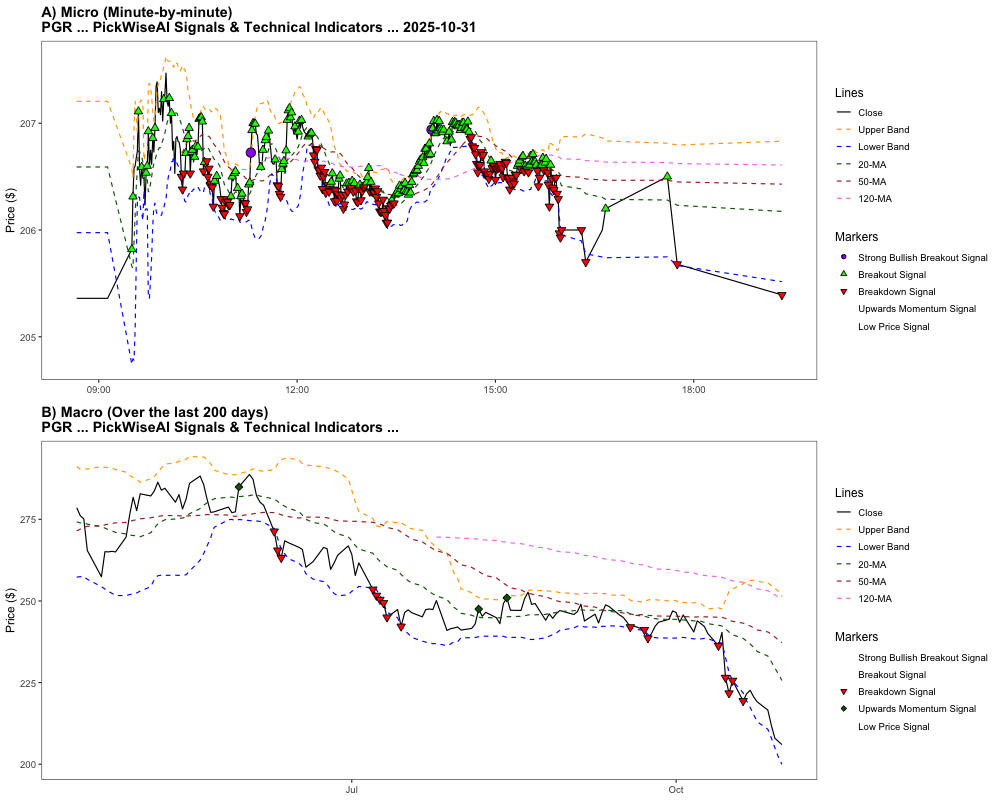 A) Micro (Minute-by-minute)
PGR ... PickWiseAI Signals & Technical Indicators ... 2025-10-31
Price ($)
207
206
205
09:00
12:00
15:00
18:00
Lines
Close
Upper Band
Lower Band
20-MA
50-MA
120-MA
Markers
Strong Bullish Breakout Signal
Breakout Signal
Breakdown Signal
Upwards Momentum Signal
Low Price Signal
B) Macro (Over the last 200 days)
PGR ... PickWiseAI Signals & Technical Indicators ...
Price ($)
275
250
225
200
Jul
Oct
Lines
Close
Upper Band
Lower Band
20-MA
50-MA
120-MA
Markers
Strong Bullish Breakout Signal
Breakout Signal
Breakdown Signal
Upwards Momentum Signal
Low Price Signal